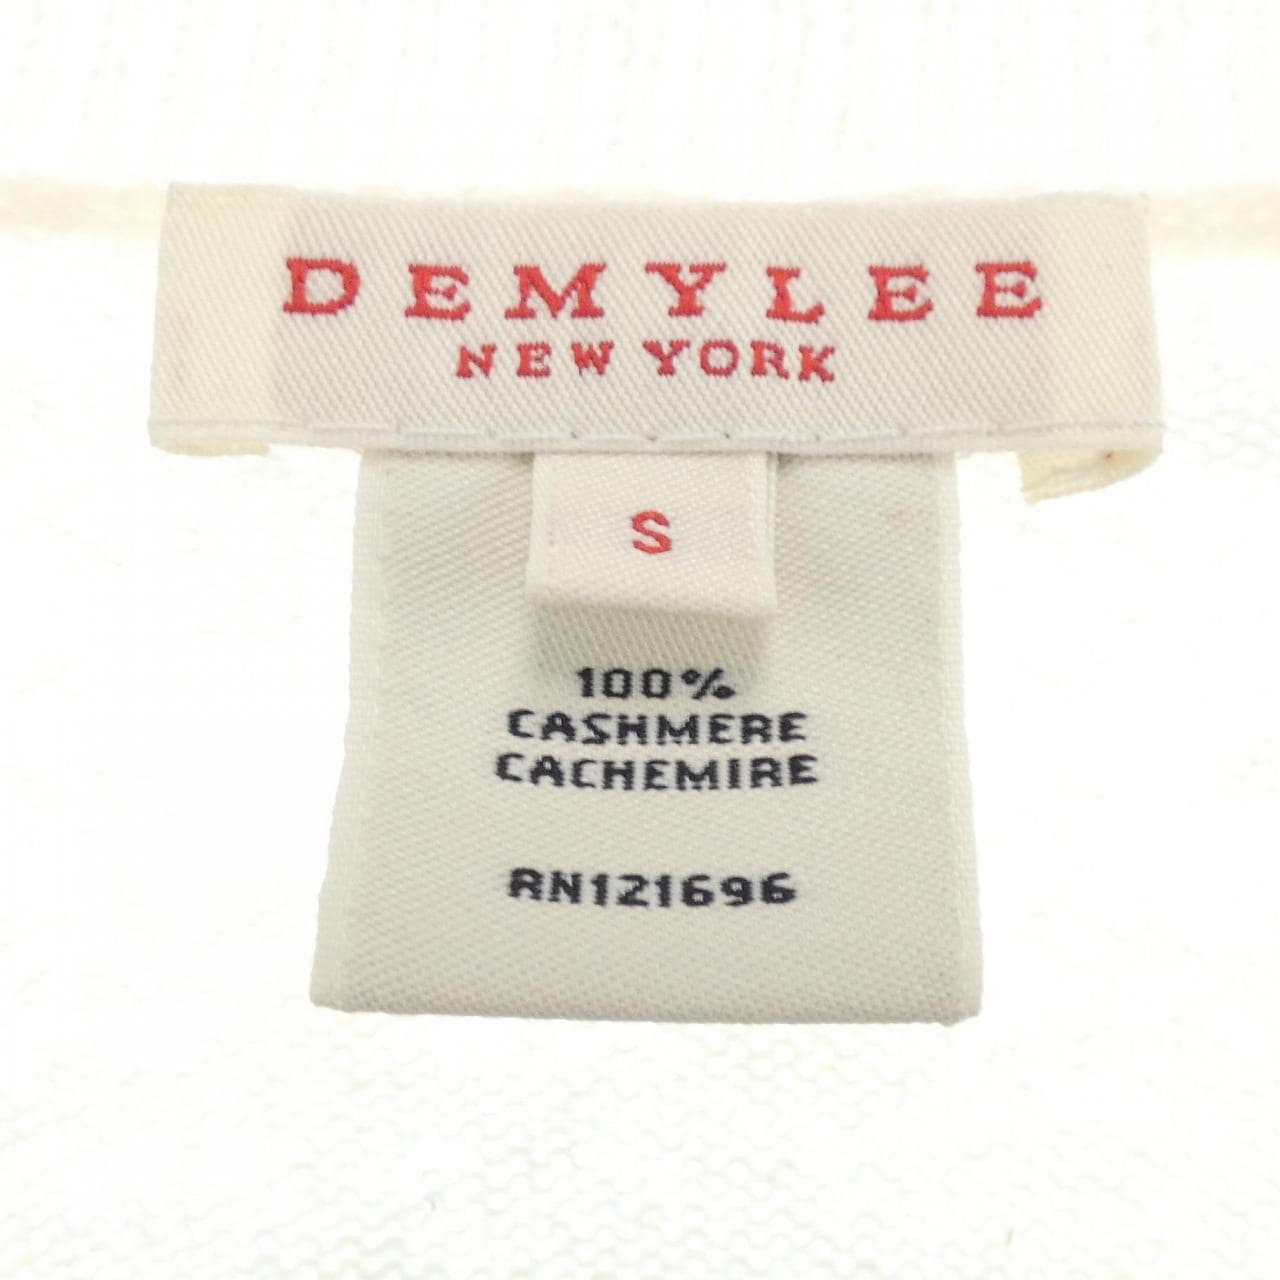 DEMYLEE
NEW YORK
S
100%
CASHMERE
CACHEMIRE
RN121696